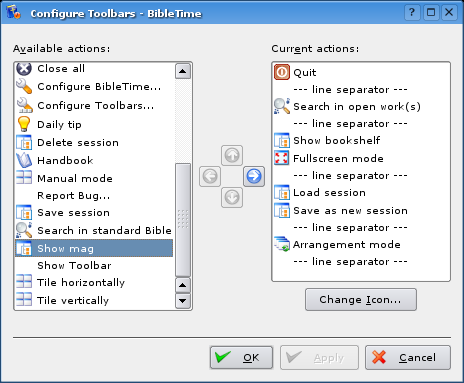 Configure Toolbars - BibleTime
Available actions:
Close all
Configure BibleTime...
Configure Toolbars...
Daily tip
Delete session
Handbook
Manual mode
Report Bug...
Save session
Search in standard Bible
Show mag
Show Toolbar
Tile horizontally
Tile vertically
Current actions:
Quit
--- line separator ---
Search in open work(s)
--- line separator ---
Show bookshelf
Fullscreen mode
--- line separator ---
Load session
Save as new session
--- line separator ---
Arrangement mode
--- line separator ---
Change Icon...
OK
Apply
Cancel